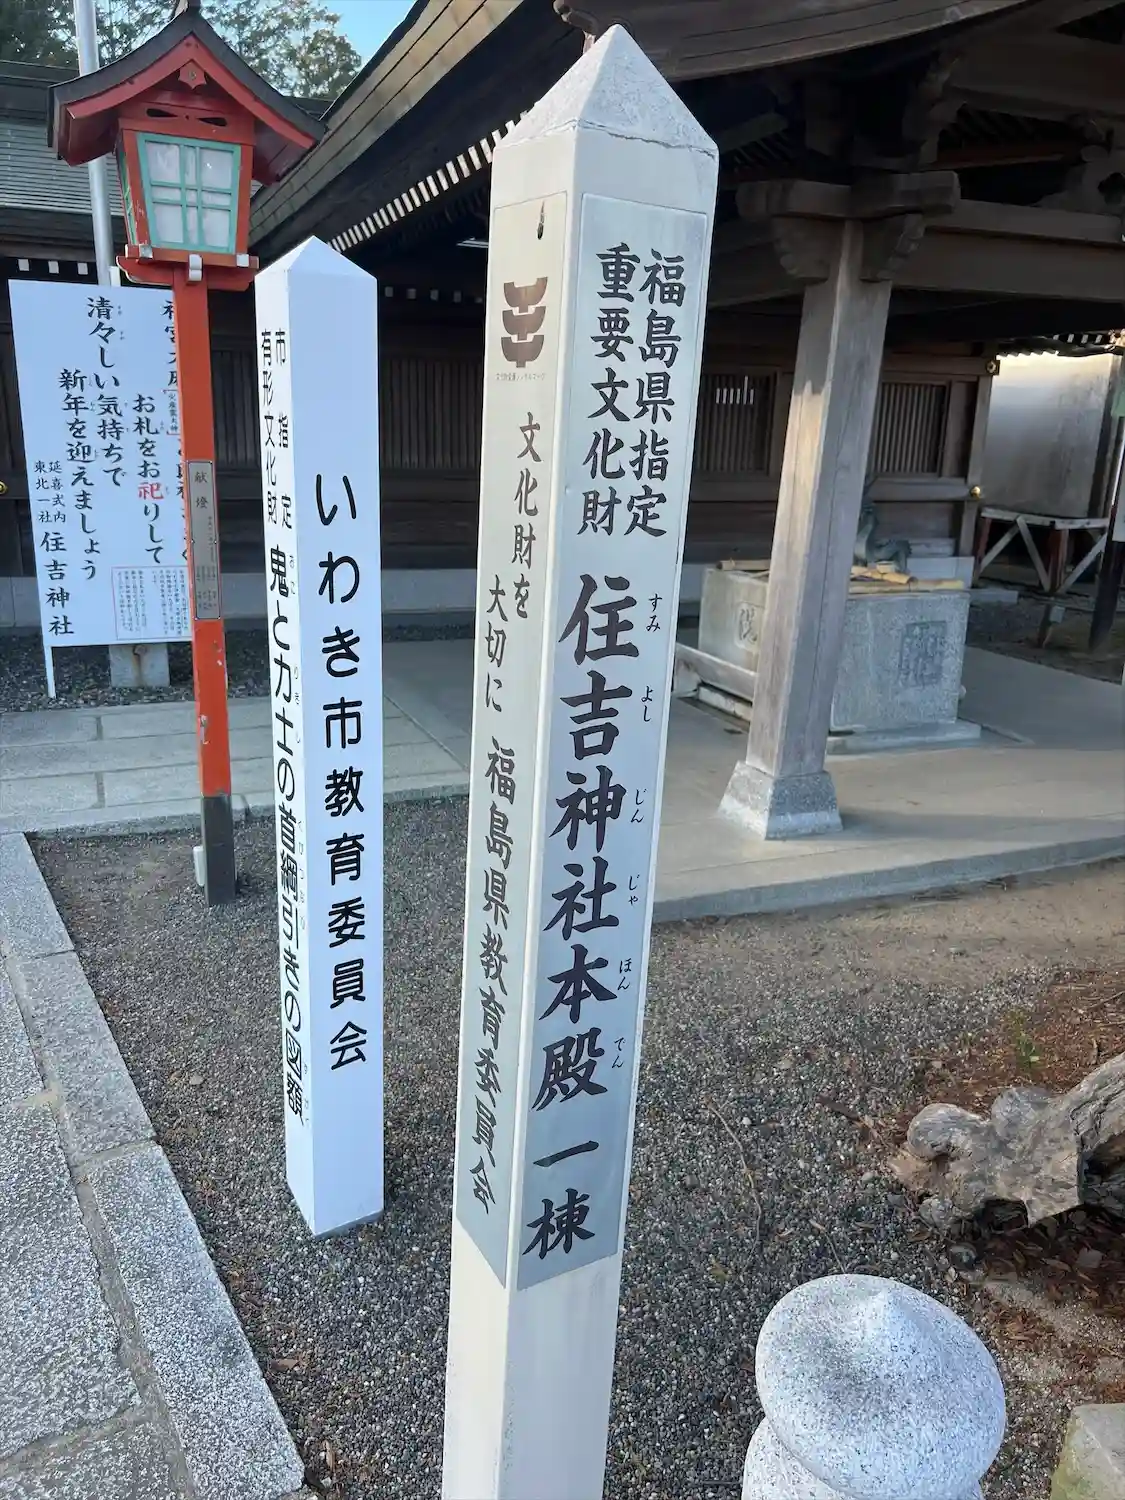 福島県指定
重要文化財
住吉神社本殿 一棟
すみ よし じん じゃ ほん でん
文化財を
大切に
福島県教育委員会
いわき市教育委員会
市指定
有形文化財
鬼と力士の首綱引きの図額
お札をお祀りして
清々しい気持ちで
新年を迎えましょう
延喜式内
東北一社
住吉神社
献燈